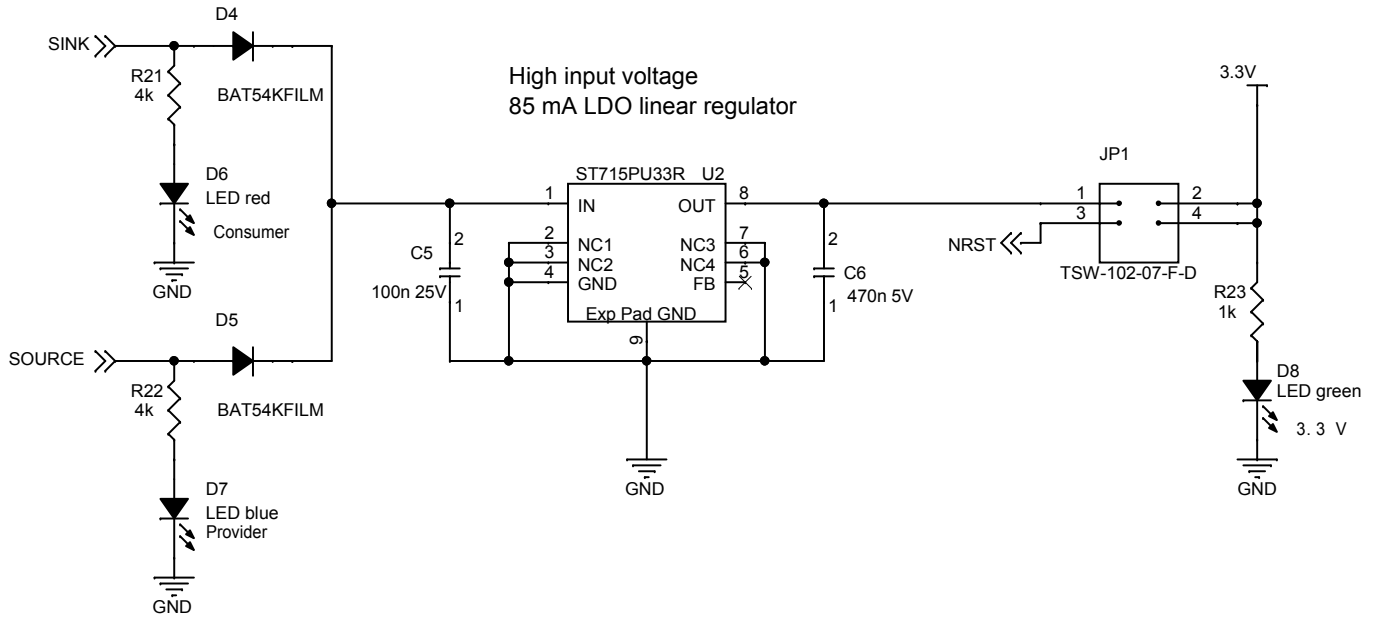 D4
SINK
R21
4k
BAT54KFILM
D6
LED red
Consumer
GND
D5
SOURCE
R22
4k
BAT54KFILM
D7
LED blue
Provider
GND
High input voltage
85 mA LDO linear regulator
ST715PU33R U2
1 IN OUT 8
2 NC1 NC3 7
3 NC2 NC4 6
4 GND FB 5
Exp Pad GND
9
C5
100n 25V
2
1
2
C6
470n 5V
1
GND
3.3V
JP1
1 2
3 4
NRST
TSW-102-07-F-D
R23
1k
D8
LED green
3.3 V
GND